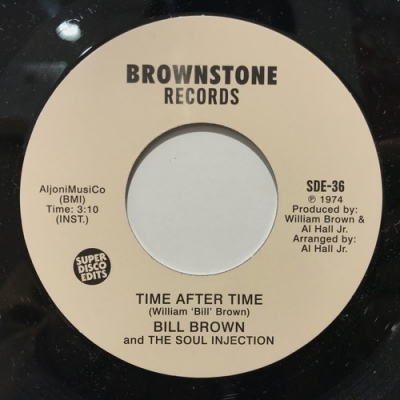 BROWNSTONE
RECORDS
AljoniMusiCo
(BMI)
Time: 3:10
(INST.)
SDE-36
℗ 1974
Produced by:
William Brown &
Al Hall Jr.
Arranged by:
Al Hall Jr.
SUPER
DISCO
EDITS
TIME AFTER TIME
(William 'Bill' Brown)
BILL BROWN
and THE SOUL INJECTION